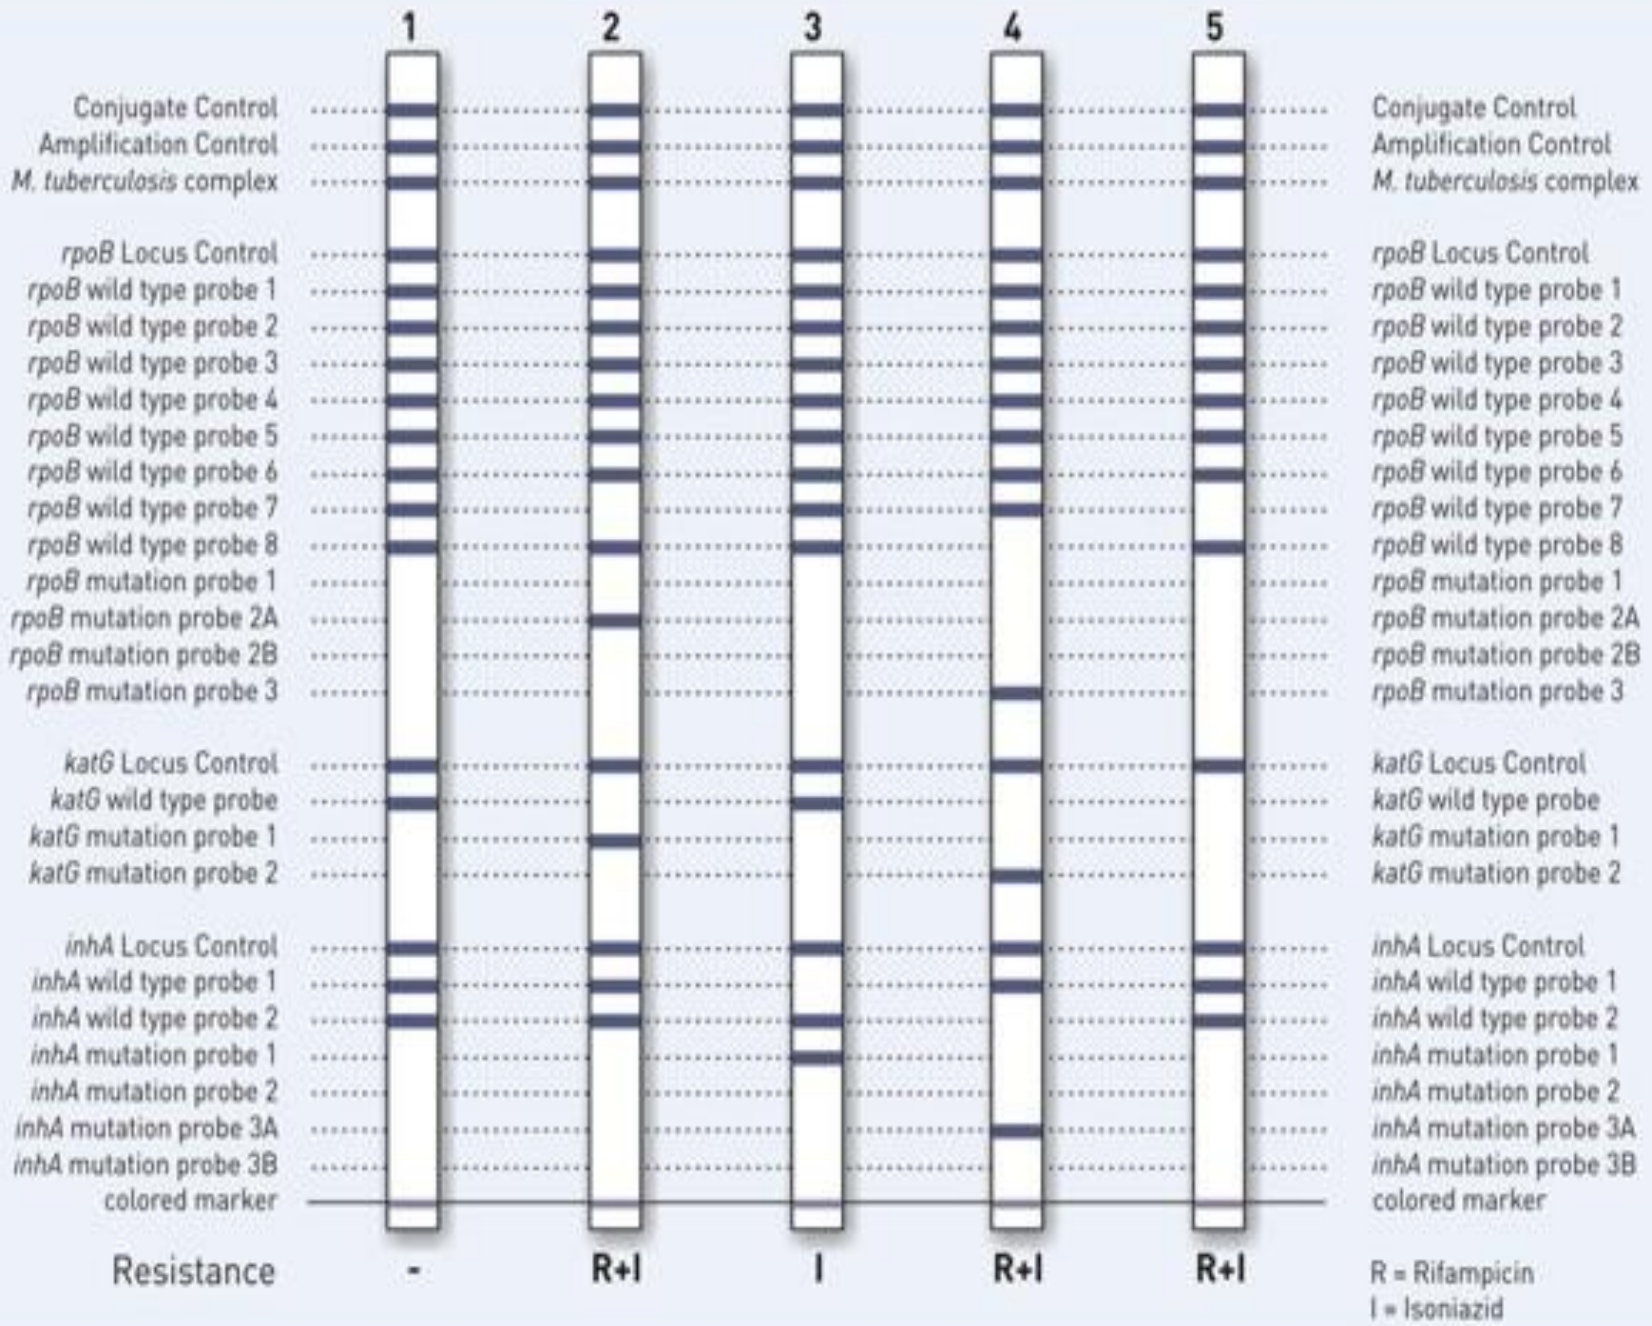 1 2 3 4 5
Conjugate Control Conjugate Control
Amplification Control Amplification Control
M. tuberculosis complex M. tuberculosis complex
rpoB Locus Control rpoB Locus Control
rpoB wild type probe 1 rpoB wild type probe 1
rpoB wild type probe 2 rpoB wild type probe 2
rpoB wild type probe 3 rpoB wild type probe 3
rpoB wild type probe 4 rpoB wild type probe 4
rpoB wild type probe 5 rpoB wild type probe 5
rpoB wild type probe 6 rpoB wild type probe 6
rpoB wild type probe 7 rpoB wild type probe 7
rpoB wild type probe 8 rpoB wild type probe 8
rpoB mutation probe 1 rpoB mutation probe 1
rpoB mutation probe 2A rpoB mutation probe 2A
rpoB mutation probe 2B rpoB mutation probe 2B
rpoB mutation probe 3 rpoB mutation probe 3
katG Locus Control katG Locus Control
katG wild type probe katG wild type probe
katG mutation probe 1 katG mutation probe 1
katG mutation probe 2 katG mutation probe 2
inhA Locus Control inhA Locus Control
inhA wild type probe 1 inhA wild type probe 1
inhA wild type probe 2 inhA wild type probe 2
inhA mutation probe 1 inhA mutation probe 1
inhA mutation probe 2 inhA mutation probe 2
inhA mutation probe 3A inhA mutation probe 3A
inhA mutation probe 3B inhA mutation probe 3B
colored marker colored marker
Resistance - R+I I R+I R+I R = Rifampicin
I = Isoniazid